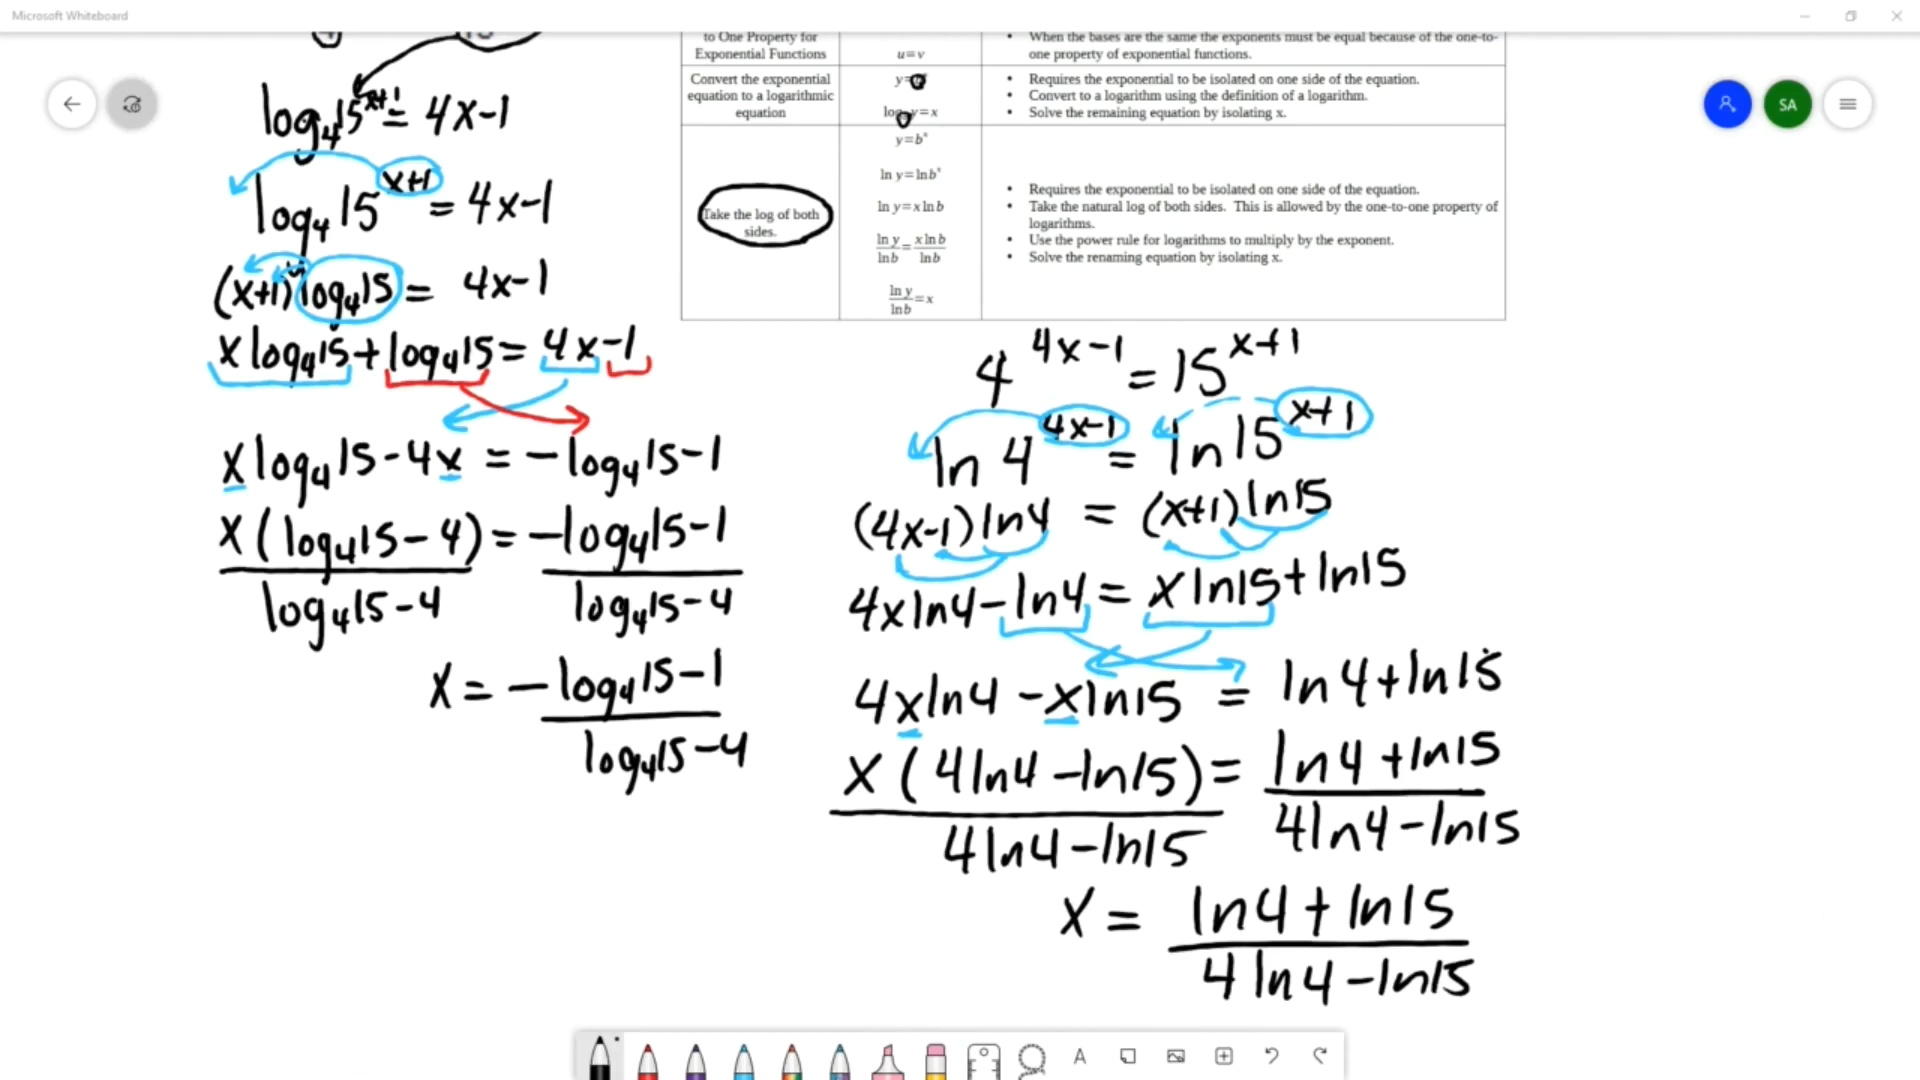 Microsoft Whiteboard
log₄15^(x+1) = 4x-1
log₄15^(x+1) = 4x-1
(x+1)log₄15 = 4x-1
xlog₄15+log₄15 = 4x-1
xlog₄15-4x = -log₄15-1
x(log₄15-4) = -log₄15-1
log₄15-4 log₄15-4
x = -log₄15-1
log₄15-4
to One Property for
Exponential Functions
u=v
• When the bases are the same the exponents must be equal because of the one-to-
one property of exponential functions.
Convert the exponential
equation to a logarithmic
equation
y=
log y=x
• Requires the exponential to be isolated on one side of the equation.
• Convert to a logarithm using the definition of a logarithm.
• Solve the remaining equation by isolating x.
Take the log of both
sides.
y=bˣ
ln y=ln bˣ
ln y=x ln b
ln y = x ln b
ln b ln b
ln y =x
ln b
• Requires the exponential to be isolated on one side of the equation.
• Take the natural log of both sides. This is allowed by the one-to-one property of
logarithms.
• Use the power rule for logarithms to multiply by the exponent.
• Solve the renaming equation by isolating x.
4^(4x-1) = 15^(x+1)
ln 4^(4x-1) = ln15^(x+1)
(4x-1)ln4 = (x+1)ln15
4xln4-ln4 = xln15+ln15
4xln4-xln15 = ln4+ln15
x(4ln4-ln15) = ln4+ln15
4ln4-ln15 4ln4-ln15
x = ln4+ln15
4ln4-ln15
SA
A